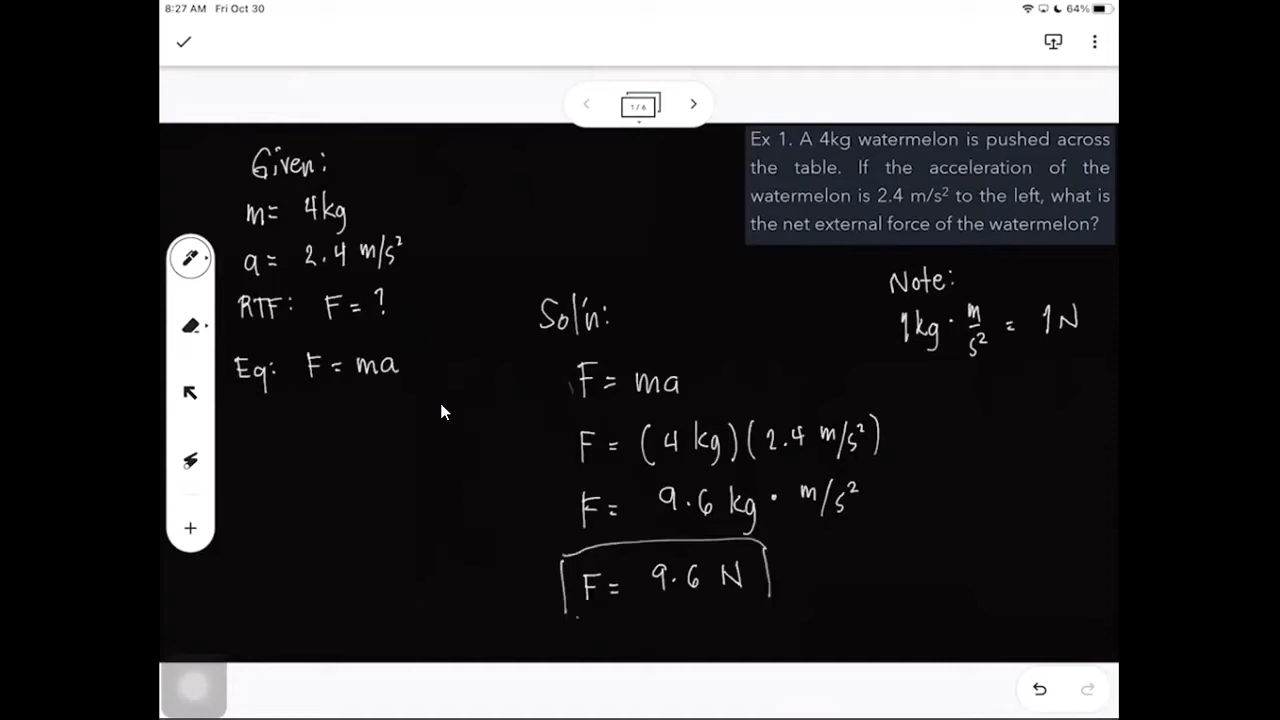 8:27 AM Fri Oct 30
64%
1 / 6
Ex 1. A 4kg watermelon is pushed across
the table. If the acceleration of the
watermelon is 2.4 m/s² to the left, what is
the net external force of the watermelon?
Given:
m= 4kg
a= 2.4 m/s²
RTF: F = ?
Eq: F = ma
Note:
1kg · m/s² = 1N
Sol'n:
F= ma
F= (4 kg)(2.4 m/s²)
F= 9.6 kg · m/s²
F= 9.6 N